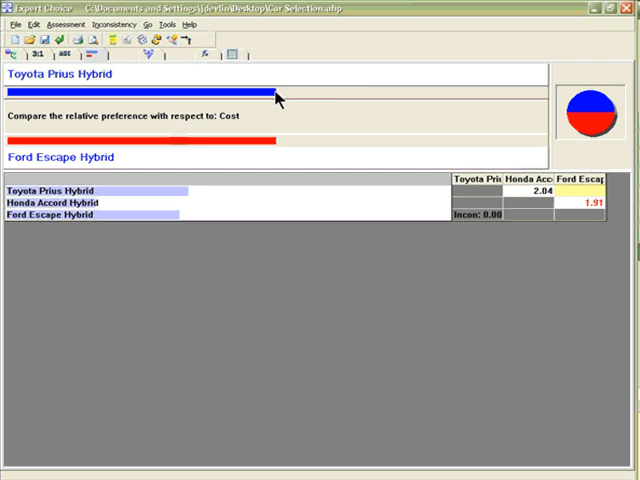 Expert Choice C:\Documents and Settings\jdevlin\Desktop\Car Selection.ahp
File Edit Assessment Inconsistency Go Tools Help
3:1 ABC
Toyota Prius Hybrid
Compare the relative preference with respect to: Cost
Ford Escape Hybrid
Toyota Priu Honda Acco Ford Escap
Toyota Prius Hybrid 2.04
Honda Accord Hybrid 1.91
Ford Escape Hybrid Incon: 0.00